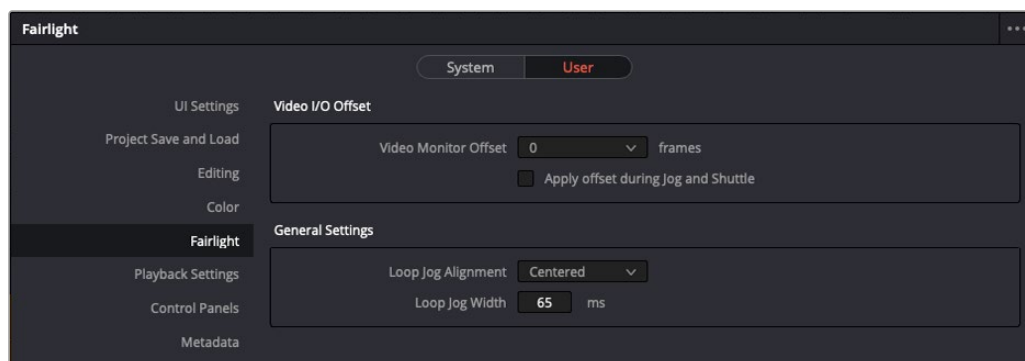 Fairlight
System User
UI Settings
Project Save and Load
Editing
Color
Fairlight
Playback Settings
Control Panels
Metadata
Video I/O Offset
Video Monitor Offset 0 frames
Apply offset during Jog and Shuttle
General Settings
Loop Jog Alignment Centered
Loop Jog Width 65 ms